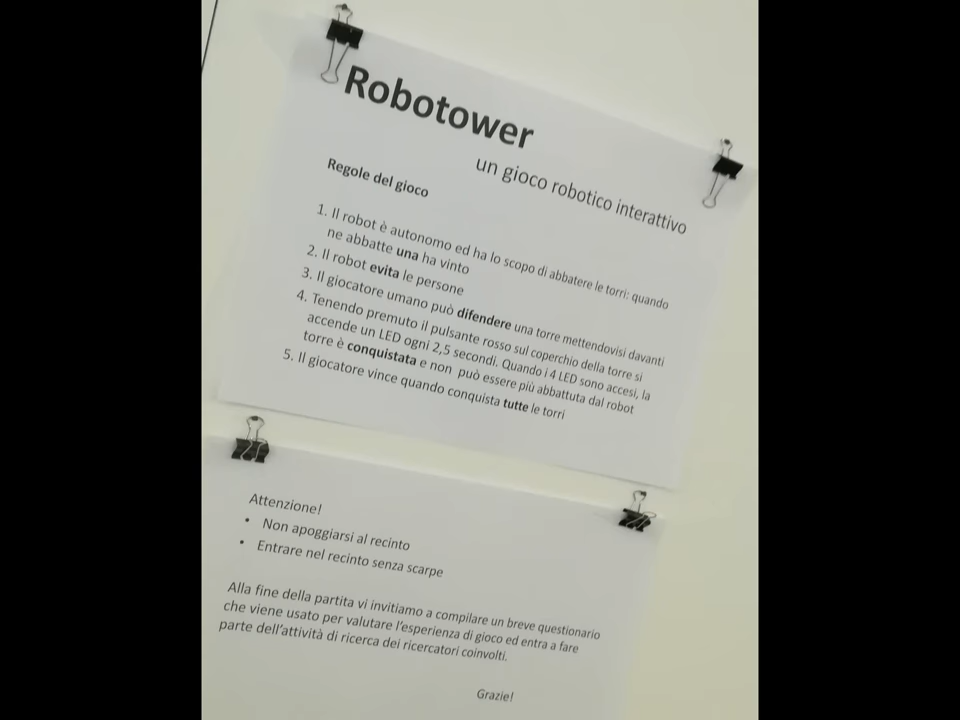 Robotower
un gioco robotico interattivo
Regole del gioco
1. Il robot è autonomo ed ha lo scopo di abbatere le torri: quando
ne abbatte una ha vinto
2. Il robot evita le persone
3. Il giocatore umano può difendere una torre mettendovisi davanti
4. Tenendo premuto il pulsante rosso sul coperchio della torre si
accende un LED ogni 2,5 secondi. Quando i 4 LED sono accesi, la
torre è conquistata e non può essere più abbattuta dal robot
5. Il giocatore vince quando conquista tutte le torri
Attenzione!
• Non apoggiarsi al recinto
• Entrare nel recinto senza scarpe
Alla fine della partita vi invitiamo a compilare un breve questionario
che viene usato per valutare l'esperienza di gioco ed entra a fare
parte dell'attività di ricerca dei ricercatori coinvolti.
Grazie!